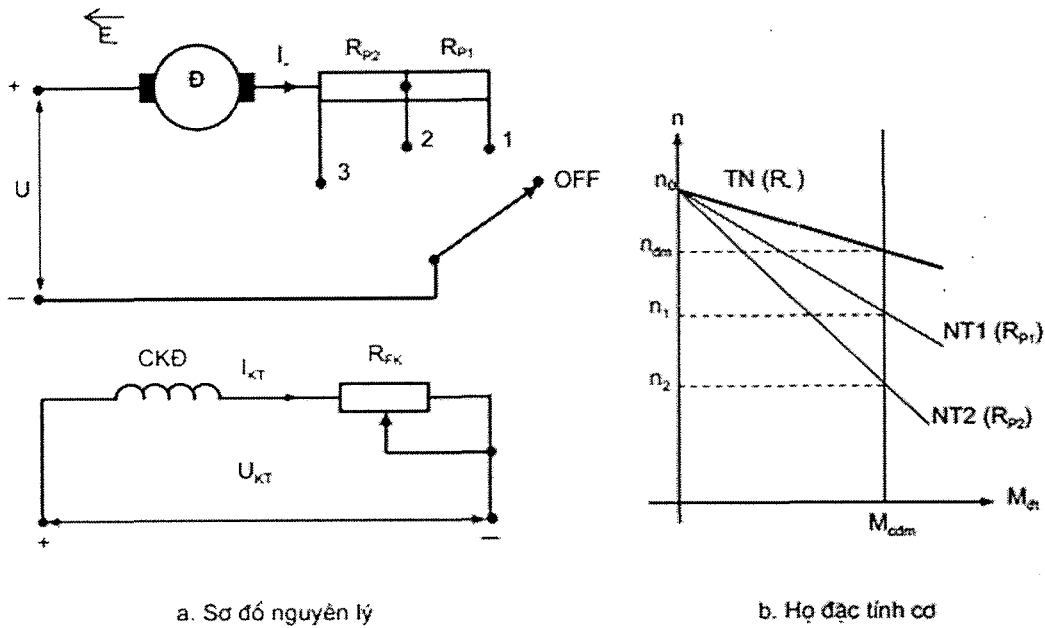 E
I-
R_P2
R_P1
Đ
+
1
2
3
U
OFF
–
CKĐ
I_KT
R_FK
U_KT
+
–
a. Sơ đồ nguyên lý
n
n_0
TN (R-)
n_đm
n_1
NT1 (R_P1)
n_2
NT2 (R_P2)
M_đt
M_cđm
b. Họ đặc tính cơ